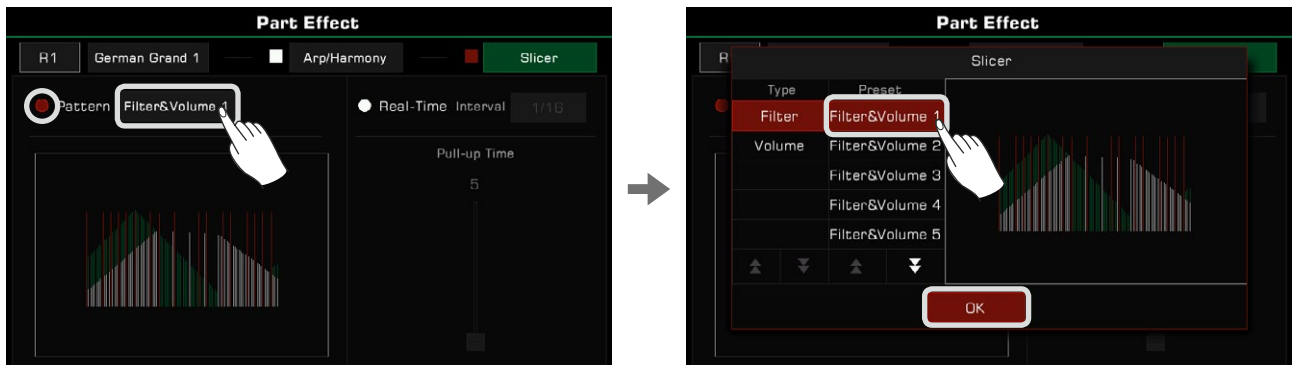 Part Effect
R1 German Grand 1 Arp/Harmony Slicer
Pattern Filter&Volume 1 Real-Time Interval 1/16
Pull-up Time
5
Part Effect
R
Slicer
Type Preset
Filter Filter&Volume 1
Volume Filter&Volume 2
Filter&Volume 3
Filter&Volume 4
Filter&Volume 5
OK